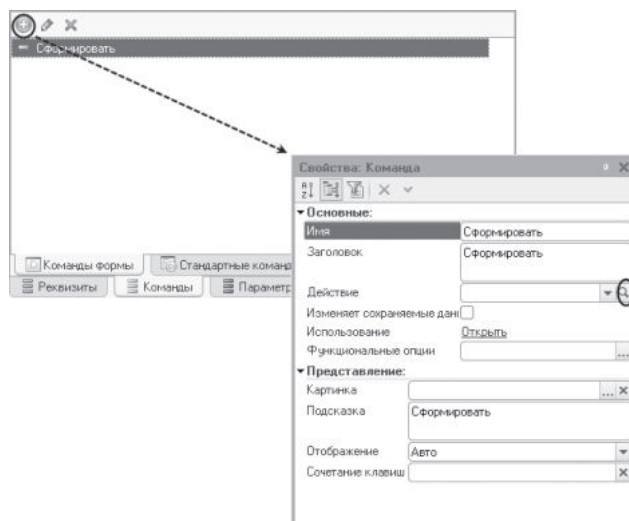 Сформировать
Свойства: Команда
Основные:
Имя Сформировать
Заголовок Сформировать
Действие
Изменяет сохраняемые дан
Использование Открыть
Функциональные опции ...
Представление:
Картинка ...
Подсказка Сформировать
Отображение Авто
Сочетание клавиш
Команды формы Стандартные команд
Реквизиты Команды Параметр